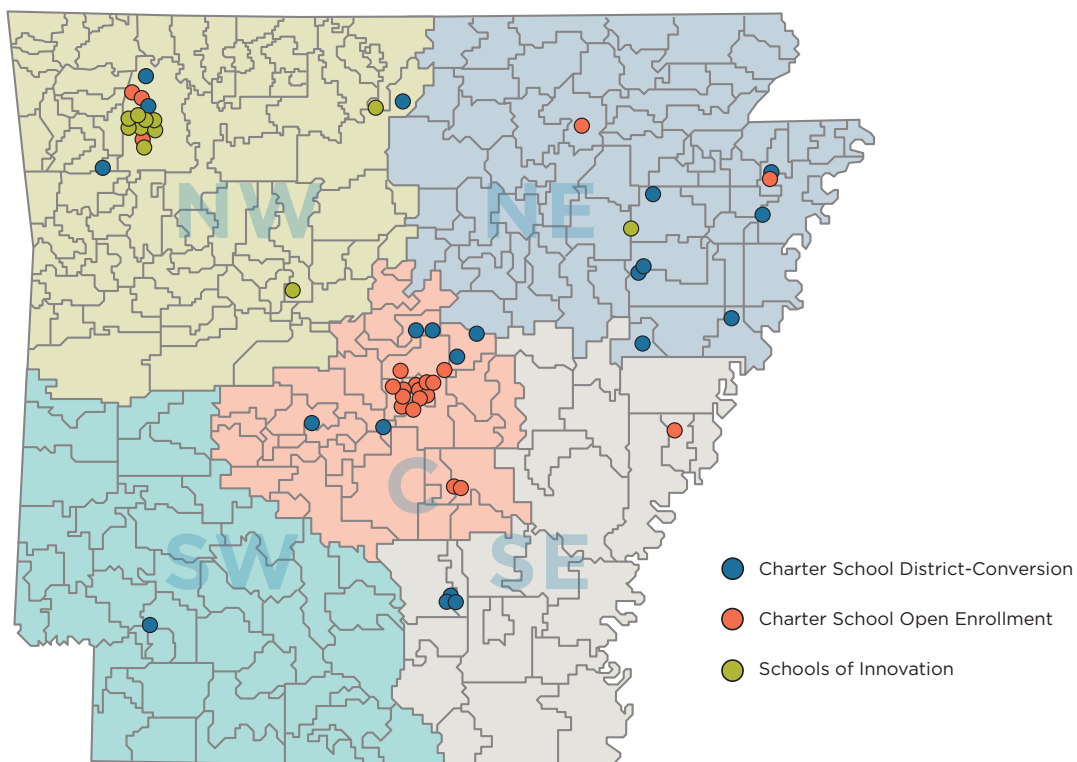 NW
NE
C
SW
SE
Charter School District-Conversion
Charter School Open Enrollment
Schools of Innovation